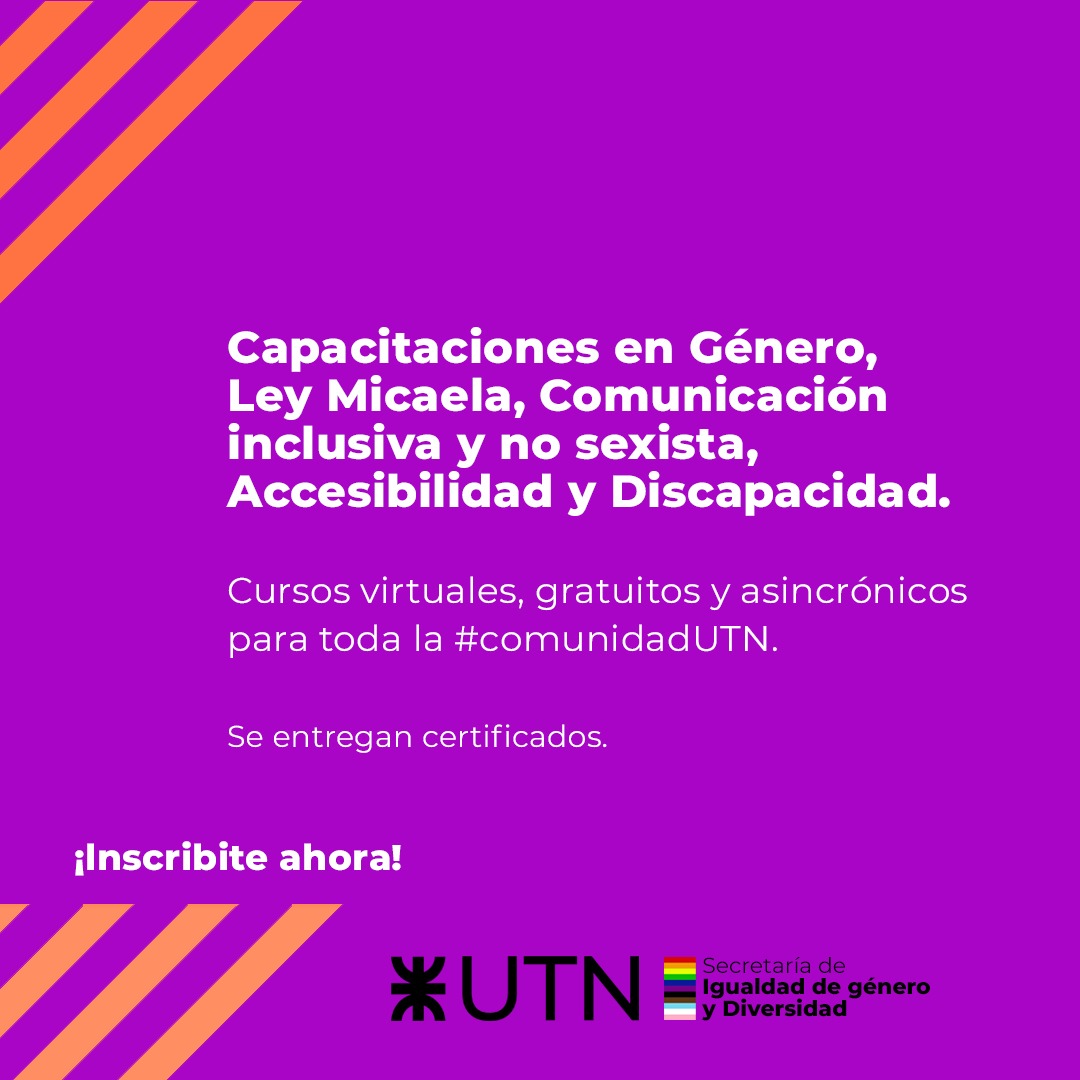 Capacitaciones en Género,
Ley Micaela, Comunicación
inclusiva y no sexista,
Accesibilidad y Discapacidad.
Cursos virtuales, gratuitos y asincrónicos
para toda la #comunidadUTN.
Se entregan certificados.
¡Inscribite ahora!
UTN
Secretaría de
Igualdad de género
y Diversidad